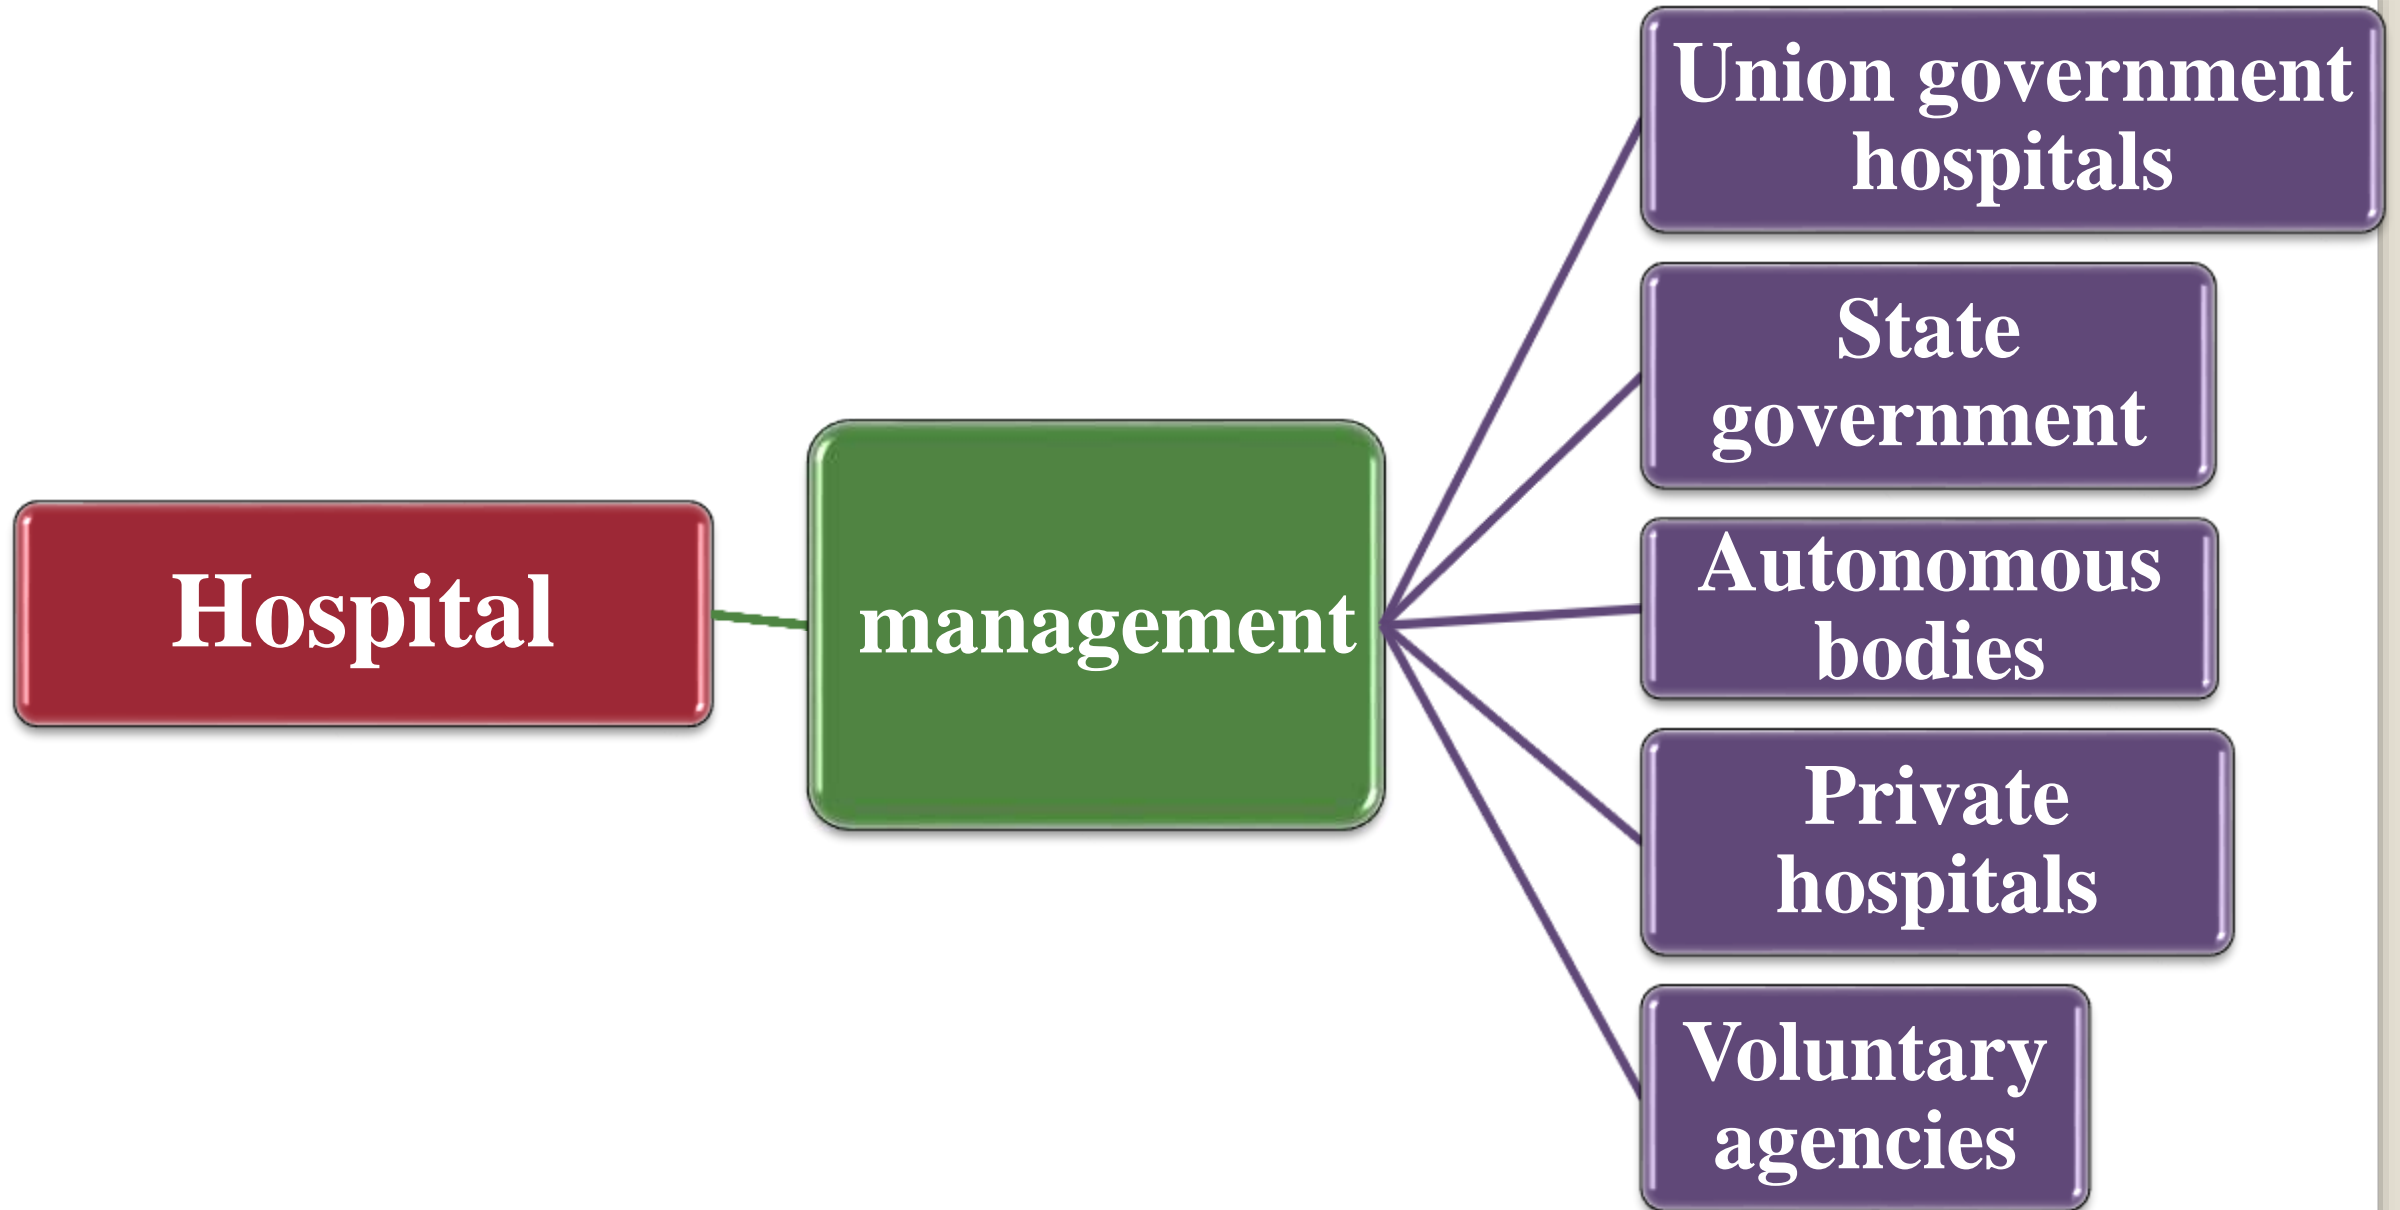 Hospital
management
Union government
hospitals
State
government
Autonomous
bodies
Private
hospitals
Voluntary
agencies